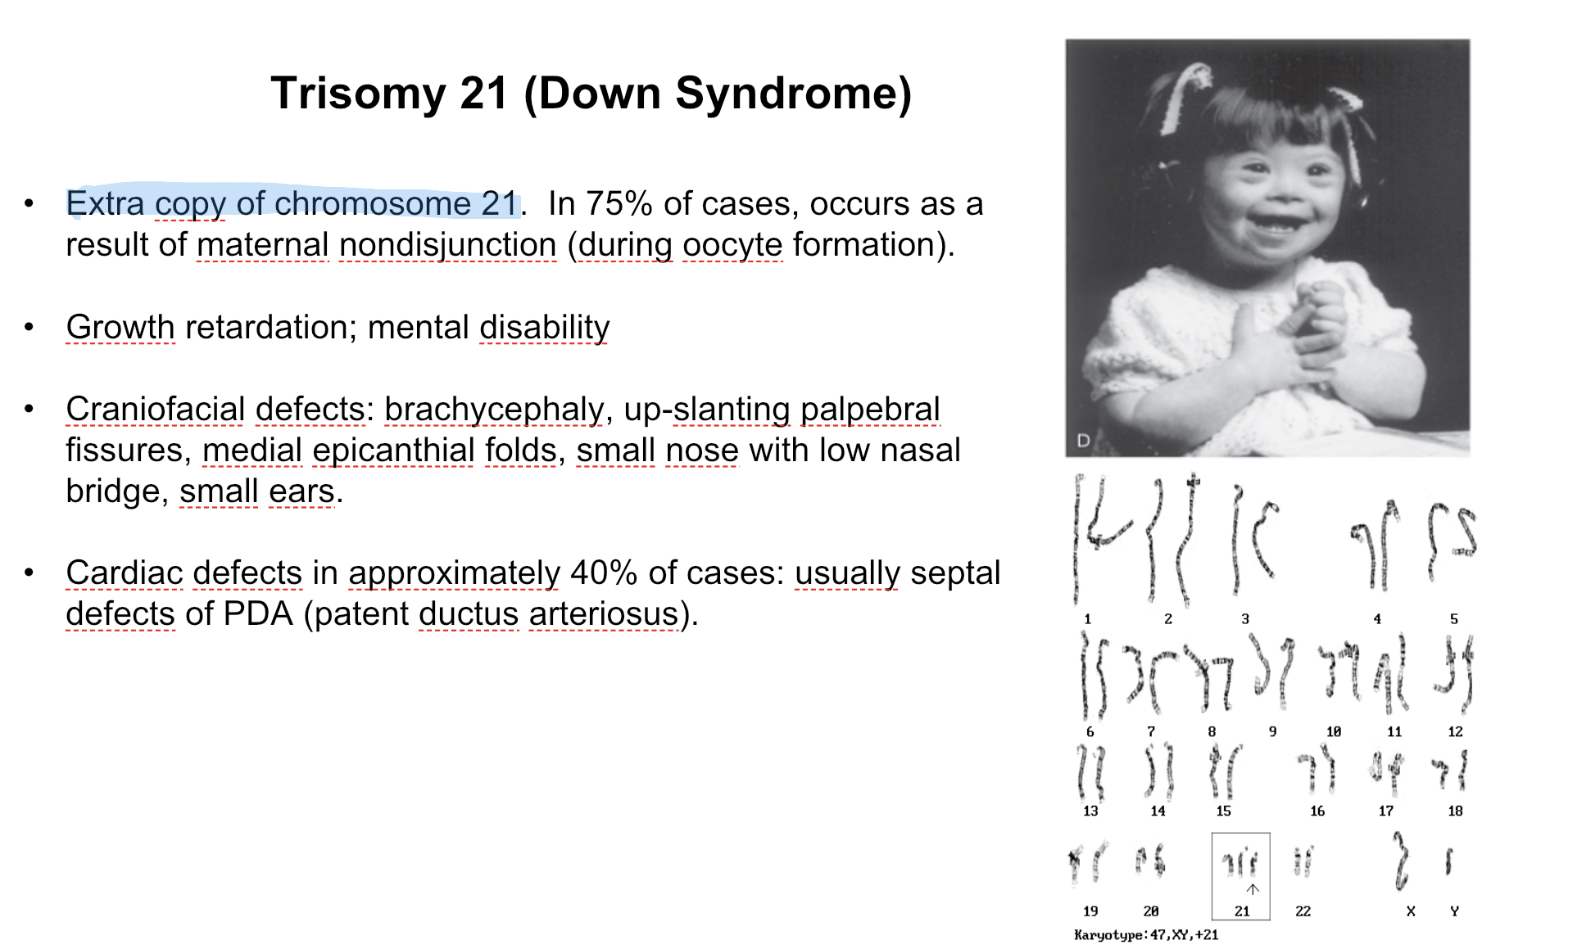 Trisomy 21 (Down Syndrome)
• Extra copy of chromosome 21. In 75% of cases, occurs as a
result of maternal nondisjunction (during oocyte formation).
• Growth retardation; mental disability
• Craniofacial defects: brachycephaly, up-slanting palpebral
fissures, medial epicanthial folds, small nose with low nasal
bridge, small ears.
• Cardiac defects in approximately 40% of cases: usually septal
defects of PDA (patent ductus arteriosus).
D
1 2 3 4 5
6 7 8 9 10 11 12
13 14 15 16 17 18
19 20 21 22 X Y
Karyotype:47,XY,+21